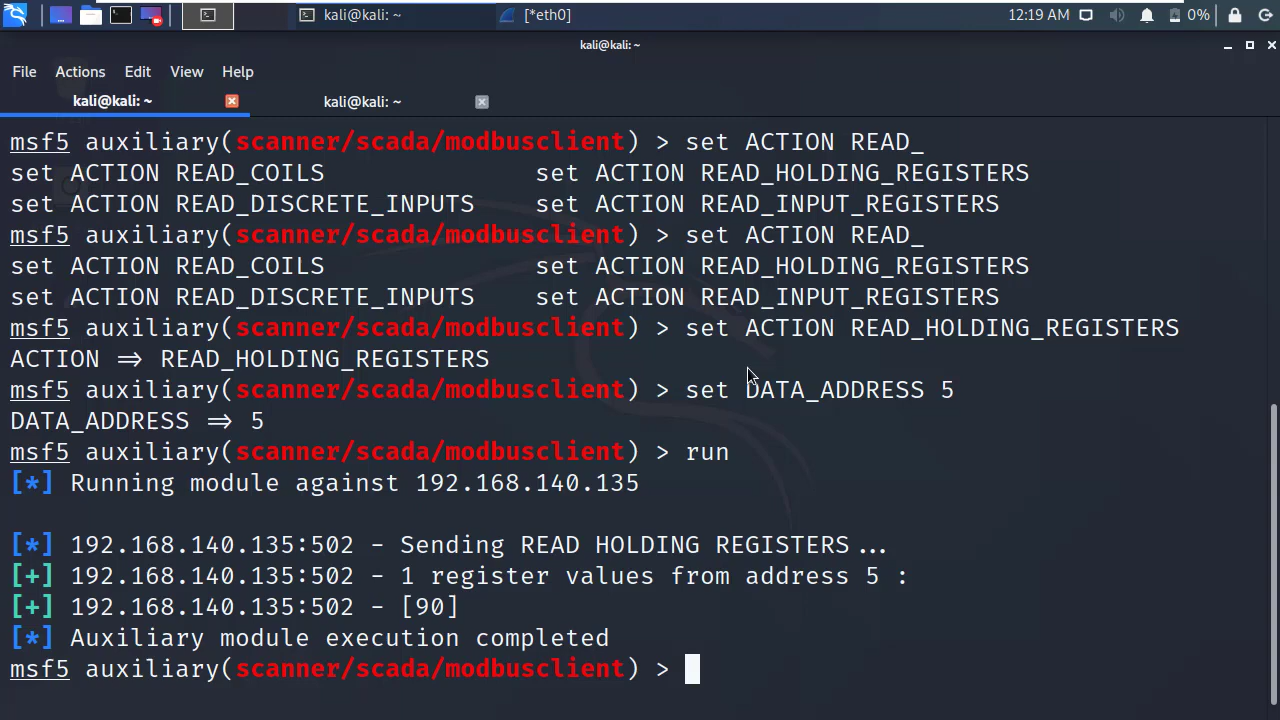 kali@kali: ~
[*eth0]
12:19 AM
0%
kali@kali: ~
File Actions Edit View Help
kali@kali: ~
kali@kali: ~
msf5 auxiliary(scanner/scada/modbusclient) > set ACTION READ_
set ACTION READ_COILS set ACTION READ_HOLDING_REGISTERS
set ACTION READ_DISCRETE_INPUTS set ACTION READ_INPUT_REGISTERS
msf5 auxiliary(scanner/scada/modbusclient) > set ACTION READ_
set ACTION READ_COILS set ACTION READ_HOLDING_REGISTERS
set ACTION READ_DISCRETE_INPUTS set ACTION READ_INPUT_REGISTERS
msf5 auxiliary(scanner/scada/modbusclient) > set ACTION READ_HOLDING_REGISTERS
ACTION => READ_HOLDING_REGISTERS
msf5 auxiliary(scanner/scada/modbusclient) > set DATA_ADDRESS 5
DATA_ADDRESS => 5
msf5 auxiliary(scanner/scada/modbusclient) > run
[*] Running module against 192.168.140.135
[*] 192.168.140.135:502 - Sending READ HOLDING REGISTERS...
[+] 192.168.140.135:502 - 1 register values from address 5 :
[+] 192.168.140.135:502 - [90]
[*] Auxiliary module execution completed
msf5 auxiliary(scanner/scada/modbusclient) >